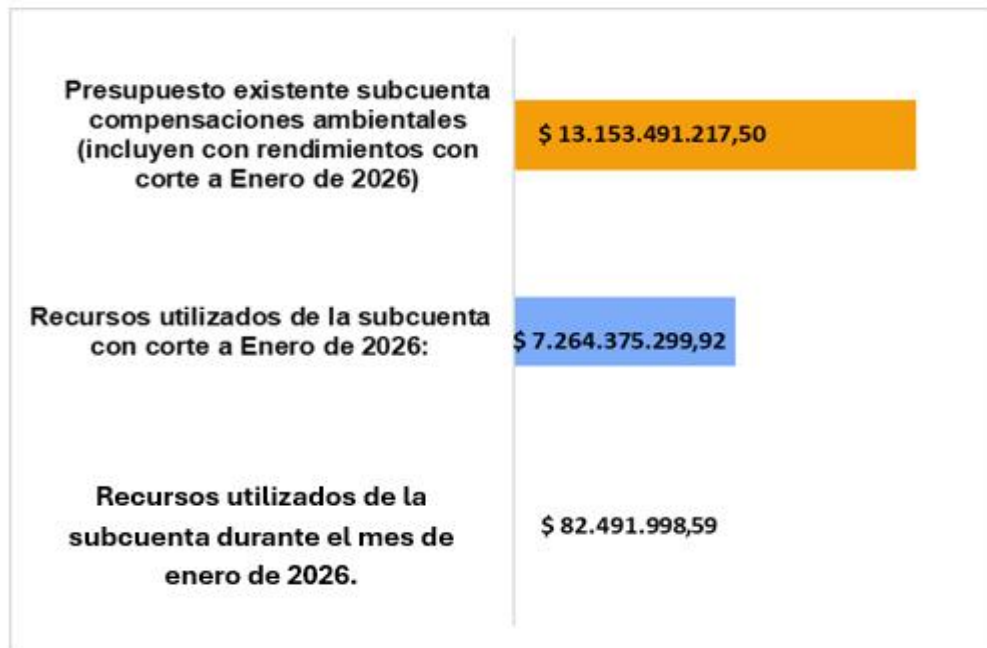 Presupuesto existente subcuenta
compensaciones ambientales
(incluyen con rendimientos con
corte a Enero de 2026)
$ 13.153.491.217,50
Recursos utilizados de la subcuenta
con corte a Enero de 2026:
$ 7.264.375.299,92
Recursos utilizados de la
subcuenta durante el mes de
enero de 2026.
$ 82.491.998,59